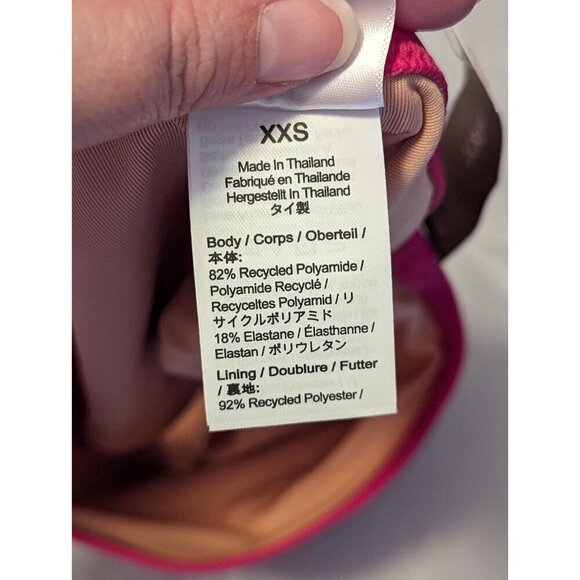 XXS
Made In Thailand
Fabriqué en Thaïlande
Hergestellt in Thailand
タイ製
Body / Corps / Oberteil /
本体:
82% Recycled Polyamide /
Polyamide Recyclé /
Recyceltes Polyamid / リ
サイクルポリアミド
18% Elastane / Élasthanne /
Elastan / ポリウレタン
Lining / Doublure / Futter
/ 裏地:
92% Recycled Polyester /